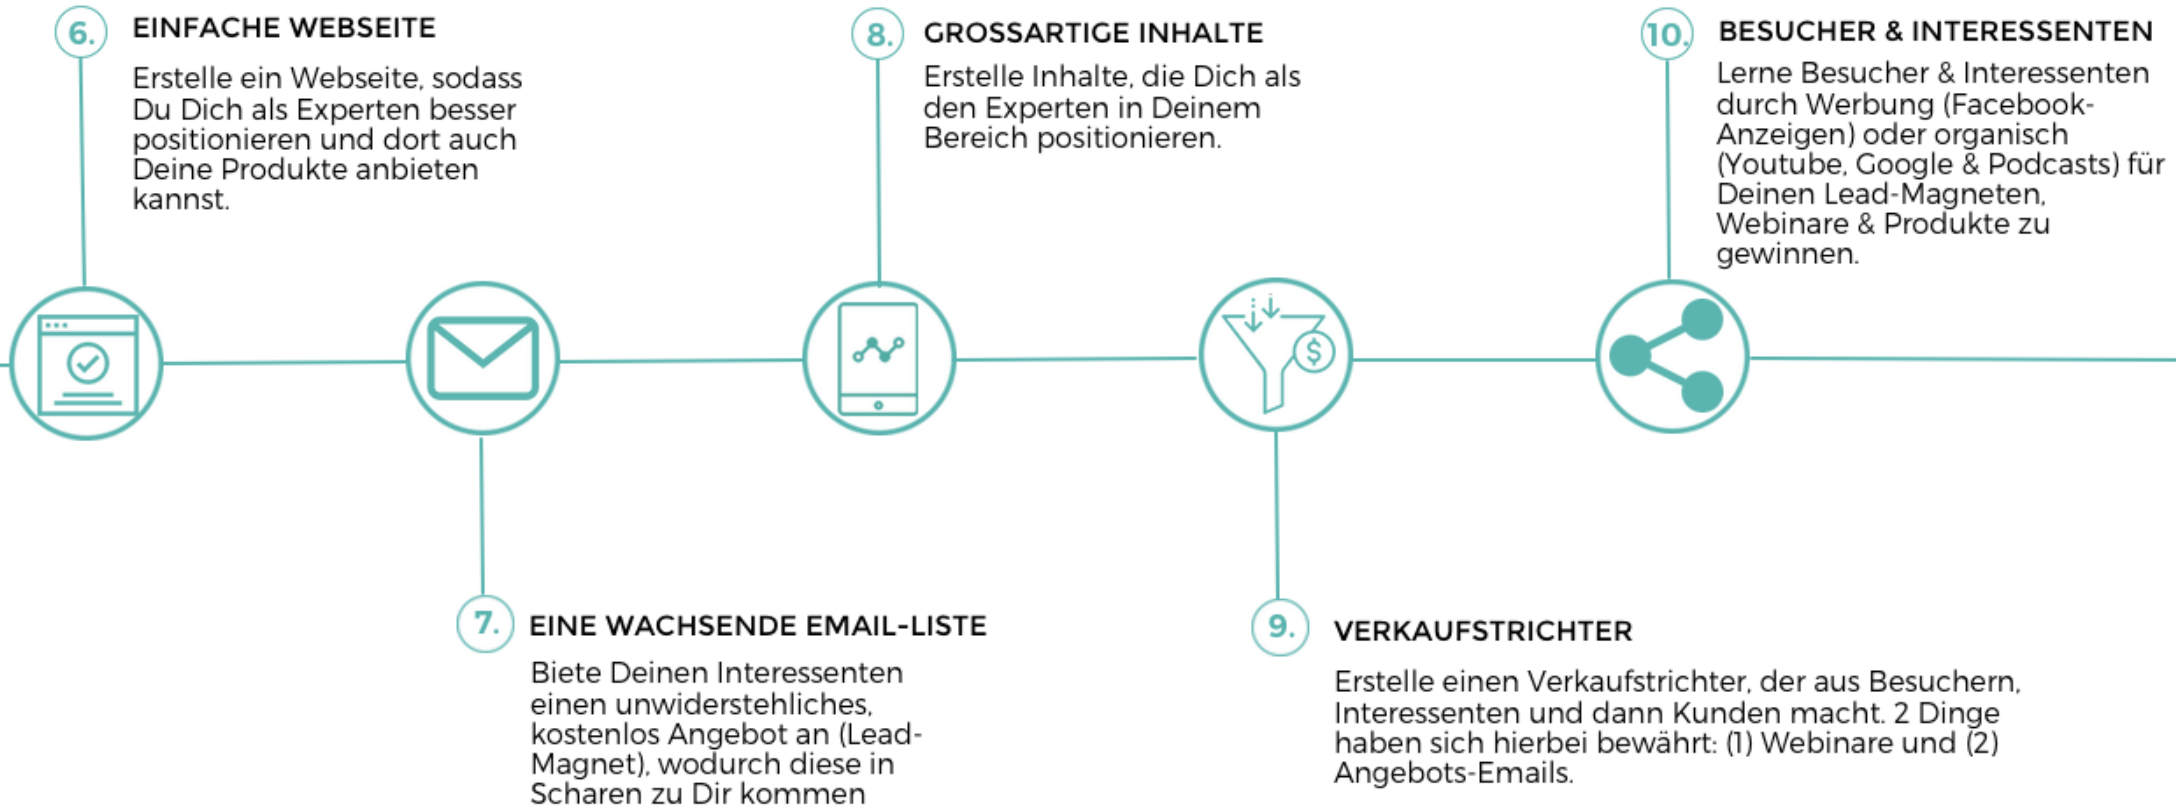 6.
EINFACHE WEBSEITE
Erstelle ein Webseite, sodass
Du Dich als Experten besser
positionieren und dort auch
Deine Produkte anbieten
kannst.
7.
EINE WACHSENDE EMAIL-LISTE
Biete Deinen Interessenten
einen unwiderstehliches,
kostenlos Angebot an (Lead-
Magnet), wodurch diese in
Scharen zu Dir kommen
8.
GROSSARTIGE INHALTE
Erstelle Inhalte, die Dich als
den Experten in Deinem
Bereich positionieren.
9.
VERKAUFSTRICHTER
Erstelle einen Verkaufstrichter, der aus Besuchern,
Interessenten und dann Kunden macht. 2 Dinge
haben sich hierbei bewährt: (1) Webinare und (2)
Angebots-Emails.
$
10.
BESUCHER & INTERESSENTEN
Lerne Besucher & Interessenten
durch Werbung (Facebook-
Anzeigen) oder organisch
(Youtube, Google & Podcasts) für
Deinen Lead-Magneten,
Webinare & Produkte zu
gewinnen.